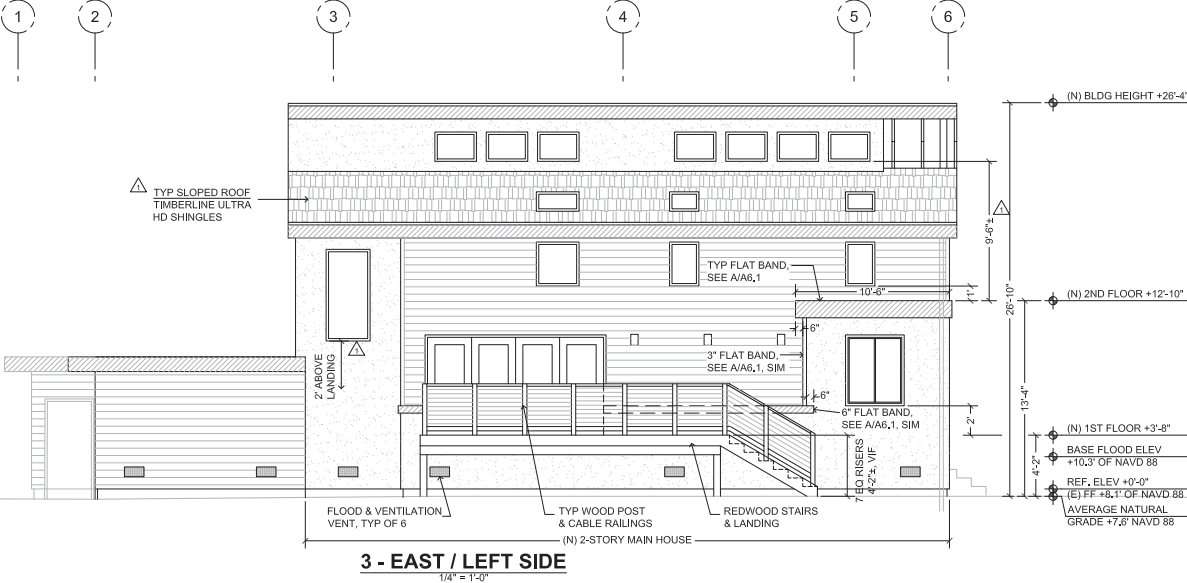 1
2
3
4
5
6
(N) BLDG HEIGHT +26'-4"
1
TYP SLOPED ROOF
TIMBERLINE ULTRA
HD SHINGLES
1
9'-6"±
TYP FLAT BAND,
SEE A/A6.1
10'-6"
1'
26'-10"
(N) 2ND FLOOR +12'-10"
6"
1
3" FLAT BAND,
SEE A/A6.1, SIM
2' ABOVE
LANDING
13'-4"
6"
6" FLAT BAND,
SEE A/A6.1, SIM
2'
(N) 1ST FLOOR +3'-8"
7 EQ RISERS
4'-2"±, VIF
4'-2"
BASE FLOOD ELEV
+10.3' OF NAVD 88
REF. ELEV +0'-0"
(E) FF +8.1' OF NAVD 88
AVERAGE NATURAL
GRADE +7.6' NAVD 88
FLOOD & VENTILATION
VENT, TYP OF 6
TYP WOOD POST
& CABLE RAILINGS
REDWOOD STAIRS
& LANDING
(N) 2-STORY MAIN HOUSE
3 - EAST / LEFT SIDE
1/4" = 1'-0"